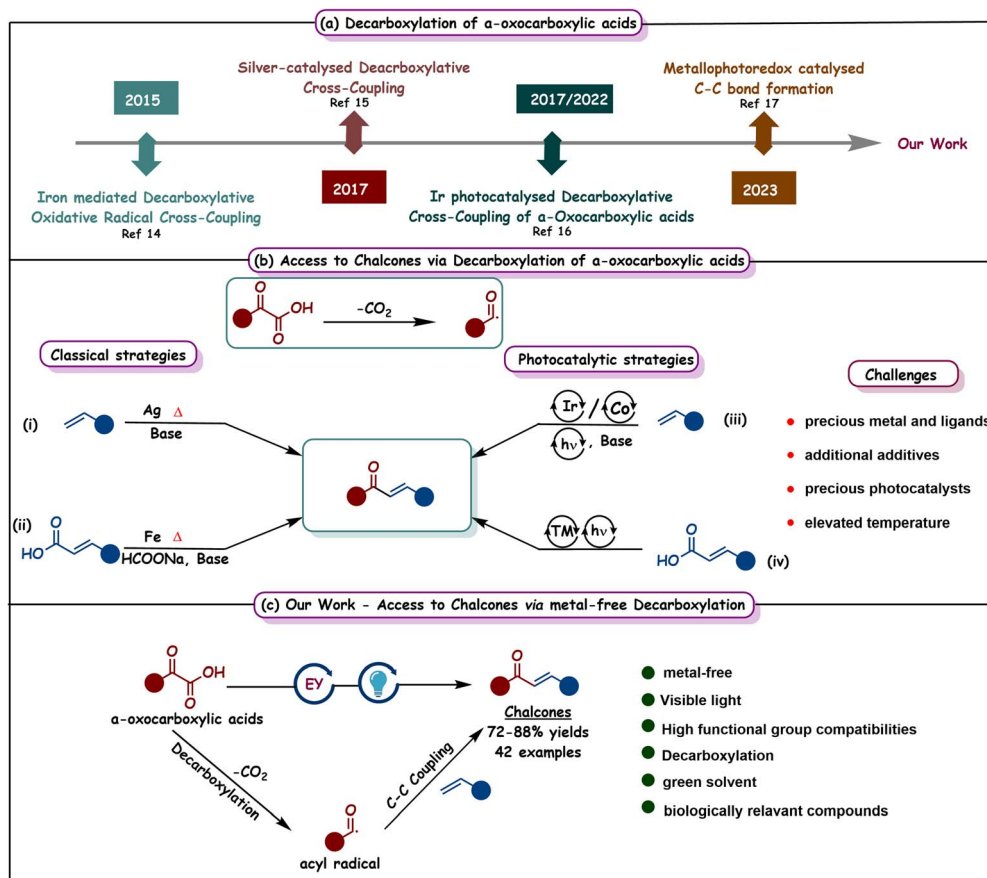 (a) Decarboxylation of a-oxocarboxylic acids
2015
Silver-catalysed Deacrboxylative
Cross-Coupling
Ref 15
2017/2022
Metallophotoredox catalysed
C-C bond formation
Ref 17
Our Work
Iron mediated Decarboxylative
Oxidative Radical Cross-Coupling
Ref 14
2017
Ir photocatalysed Decarboxylative
Cross-Coupling of a-Oxocarboxylic acids
Ref 16
2023
(b) Access to Chalcones via Decarboxylation of a-oxocarboxylic acids
O
OH
O
-CO2
O
Classical strategies
Photocatalytic strategies
Challenges
(i)
Ag Δ
Base
Ir / Co
hν, Base
(iii)
O
(ii)
O
HO
Fe Δ
HCOONa, Base
TM hν
O
HO
(iv)
precious metal and ligands
additional additives
precious photocatalysts
elevated temperature
(c) Our Work - Access to Chalcones via metal-free Decarboxylation
O
OH
O
a-oxocarboxylic acids
EY
O
Chalcones
72-88% yields
42 examples
Decarboxylation
-CO2
C-C Coupling
O
acyl radical
metal-free
Visible light
High functional group compatibilities
Decarboxylation
green solvent
biologically relavant compounds